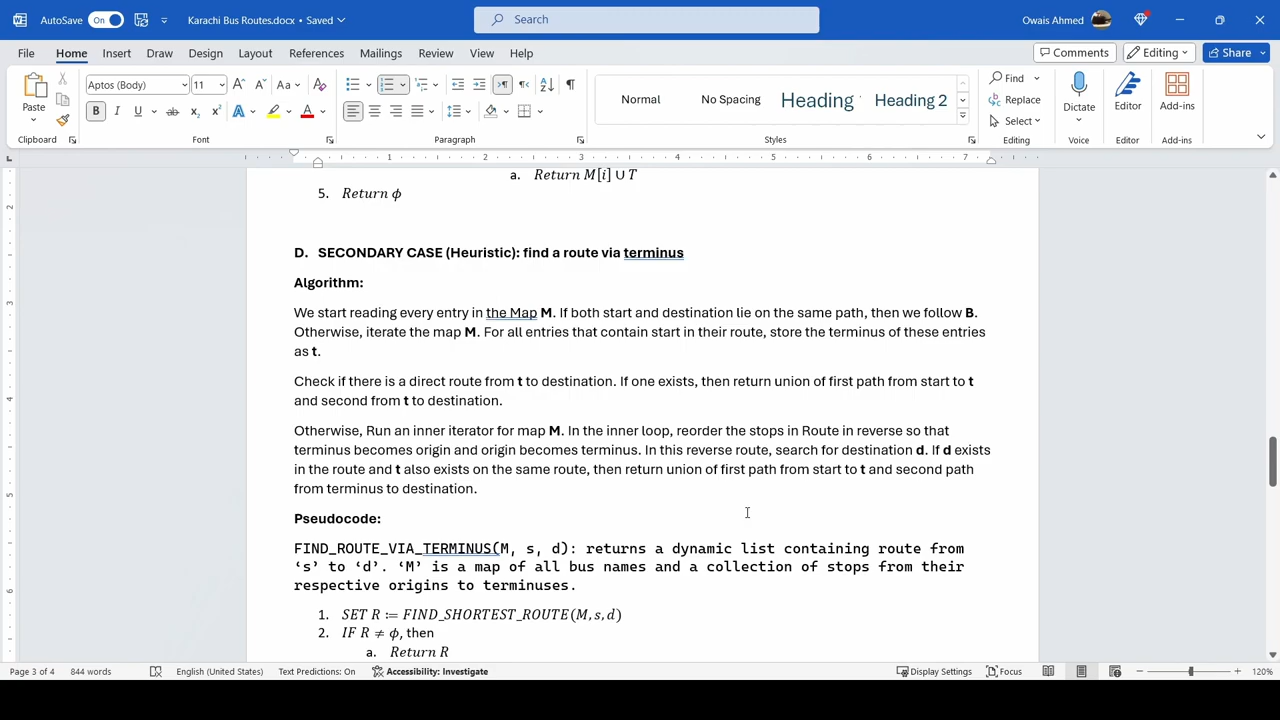 AutoSave On Karachi Bus Routes.docx • Saved Search Owais Ahmed
File Home Insert Draw Design Layout References Mailings Review View Help Comments Editing Share
Paste Aptos (Body) 11 Normal No Spacing Heading Heading 2 Find Replace Select Dictate Editor Add-ins
Clipboard Font Paragraph Styles Editing Voice Editor Add-ins
1 2 3 4 5 6 7
a. Return M[i] ∪ T
5. Return ϕ
D. SECONDARY CASE (Heuristic): find a route via terminus
Algorithm:
We start reading every entry in the Map M. If both start and destination lie on the same path, then we follow B.
Otherwise, iterate the map M. For all entries that contain start in their route, store the terminus of these entries
as t.
Check if there is a direct route from t to destination. If one exists, then return union of first path from start to t
and second from t to destination.
Otherwise, Run an inner iterator for map M. In the inner loop, reorder the stops in Route in reverse so that
terminus becomes origin and origin becomes terminus. In this reverse route, search for destination d. If d exists
in the route and t also exists on the same route, then return union of first path from start to t and second path
from terminus to destination.
Pseudocode:
FIND_ROUTE_VIA_TERMINUS(M, s, d): returns a dynamic list containing route from
‘s’ to ‘d’. ‘M’ is a map of all bus names and a collection of stops from their
respective origins to terminuses.
1. SET R ≔ FIND_SHORTEST_ROUTE(M, s, d)
2. IF R ≠ ϕ, then
a. Return R
Page 3 of 4 844 words English (United States) Text Predictions: On Accessibility: Investigate Display Settings Focus 120%